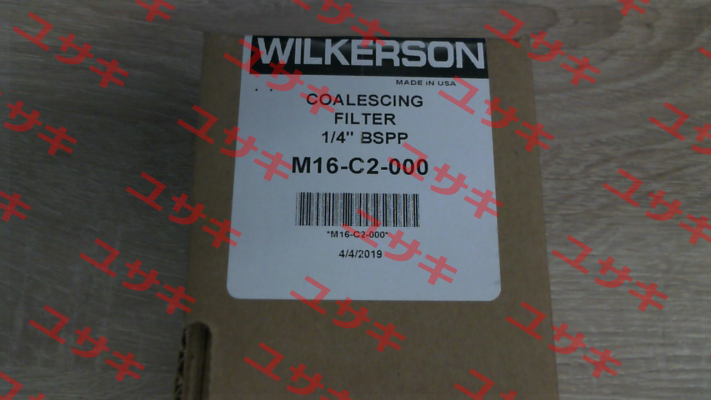 WILKERSON
MADE IN USA
COALESCING
FILTER
1/4" BSPP
M16-C2-000
*M16-C2-000*
4/4/2019
ユサキ